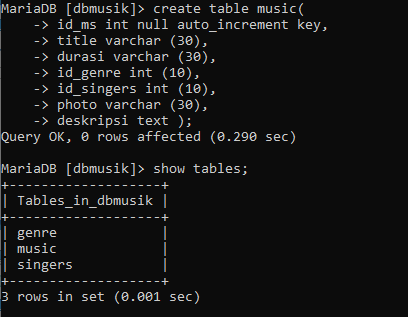 MariaDB [dbmusik]> create table music(
    -> id_ms int null auto_increment key,
    -> title varchar (30),
    -> durasi varchar (30),
    -> id_genre int (10),
    -> id_singers int (10),
    -> photo varchar (30),
    -> deskripsi text );
Query OK, 0 rows affected (0.290 sec)

MariaDB [dbmusik]> show tables;
+-------------------+
| Tables_in_dbmusik |
+-------------------+
| genre             |
| music             |
| singers           |
+-------------------+
3 rows in set (0.001 sec)